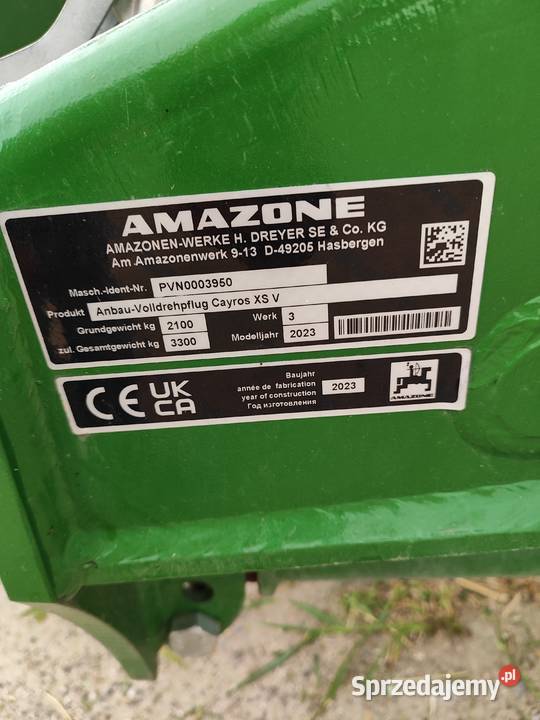 AMAZONE
AMAZONEN-WERKE H. DREYER SE & Co. KG
Am Amazonenwerk 9-13 D-49205 Hasbergen
Masch.-Ident-Nr. PVN0003950
Produkt Anbau-Volldrehpflug Cayros XS V
Grundgewicht kg 2100 Werk 3
zul. Gesamtgewicht kg 3300 Modelljahr 2023
CE UK CA
Baujahr
année de fabrication
year of construction
Год изготовления
2023
AMAZONE
Sprzedajemy.pl